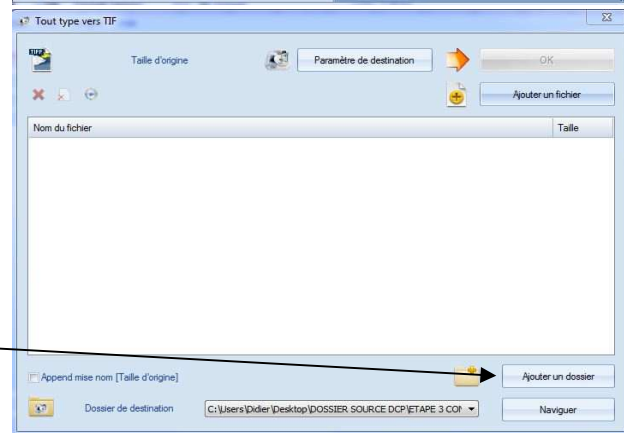 Tout type vers TIF
TIFF
Taille d'origine
Paramètre de destination
OK
Ajouter un fichier
Nom du fichier
Taille
Append mise nom [Taille d'origine]
Ajouter un dossier
Dossier de destination
C:\Users\Didier\Desktop\DOSSIER SOURCE DCP\ETAPE 3 CON
Naviguer